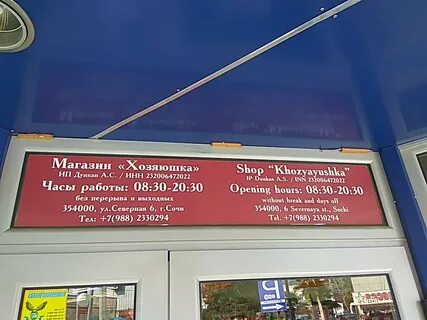 Магазин «Хозяюшка»
ИП Дункан А.С. / ИНН 232006472022
Часы работы: 08:30-20:30
без перерыва и выходных
354000, ул.Северная 6, г.Сочи
Тел: +7(988) 2330294
Shop "Khozyayushka"
IP Dunkan A.S. / INN 232006472022
Opening hours: 08:30-20:30
without break and days off
354000, 6 Severnaya st., Sochi
Tel. +7(988) 2330294